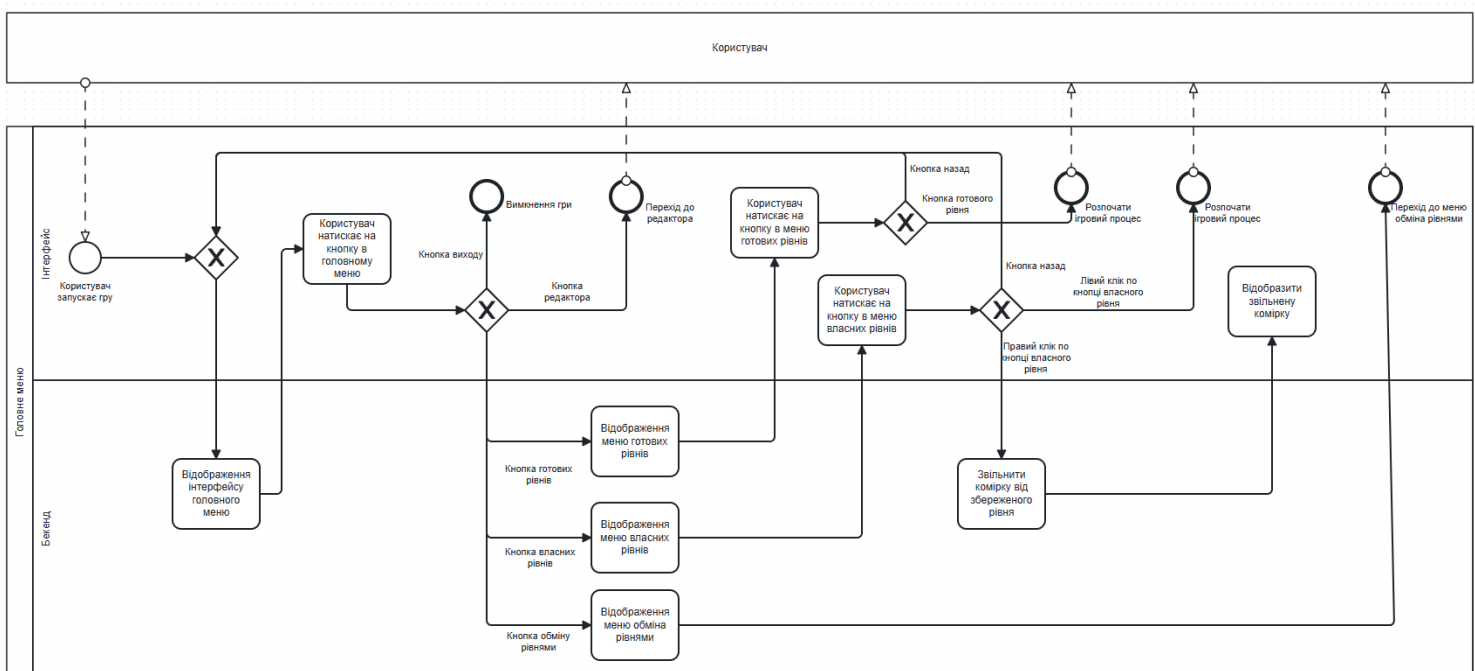 Користувач
Головне меню
Інтерфейс
Бекенд
Користувач
запускає гру
Користувач
натискає на
кнопку в
головному
меню
Кнопка виходу
Вимкнення гри
Кнопка
редактора
Перехід до
редактора
Користувач
натискає на
кнопку в меню
готових рівнів
Кнопка назад
Кнопка готового
рівня
Розпочати
ігровий процес
Розпочати
ігровий процес
Перехід до меню
обміна рівнями
Користувач
натискає на
кнопку в меню
власних рівнів
Кнопка назад
Лівий клік по
кнопці власного
рівня
Правий клік по
кнопці власного
рівня
Відобразити
звільнену
комірку
Відображення
інтерфейсу
головного
меню
Кнопка готових
рівнів
Відображення
меню готових
рівнів
Кнопка власних
рівнів
Відображення
меню власних
рівнів
Кнопка обміну
рівнями
Відображення
меню обміна
рівнями
Звільнити
комірку від
збереженого
рівня